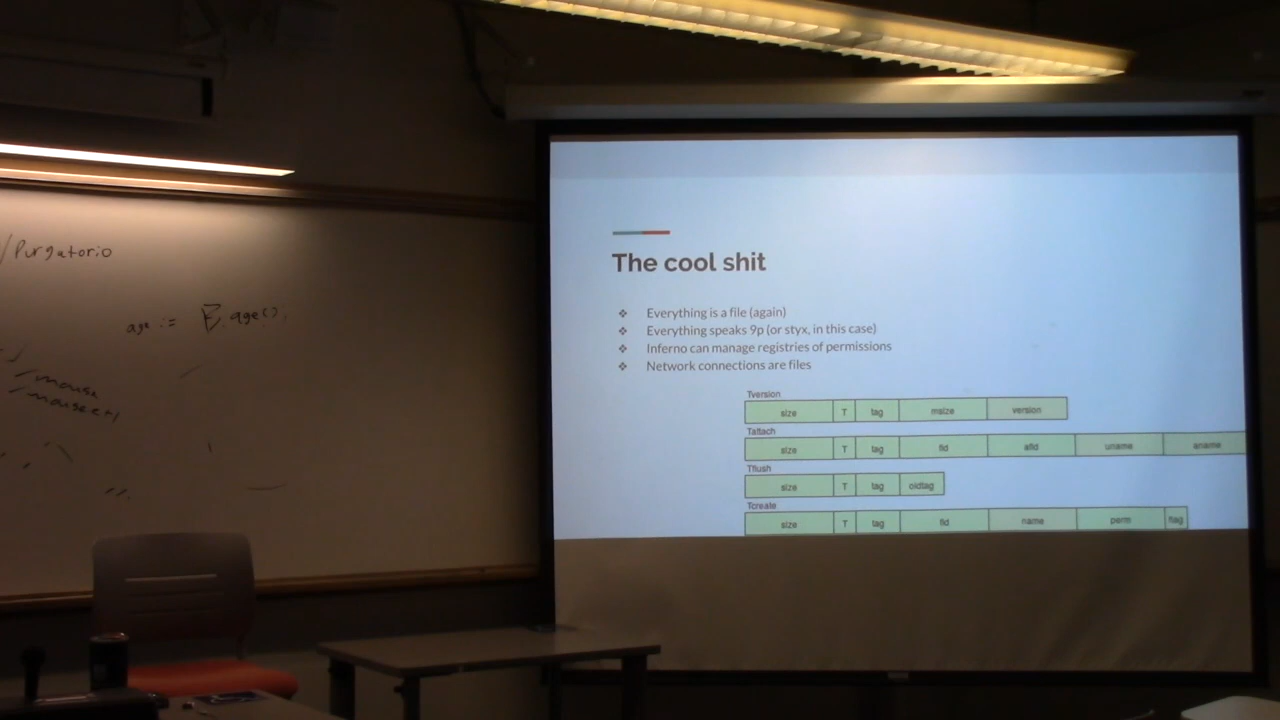 /Purgatorio
age := E.age();
/mouse
/mousectl
The cool shit
❖ Everything is a file (again)
❖ Everything speaks 9p (or styx, in this case)
❖ Inferno can manage registries of permissions
❖ Network connections are files
Tversion
size T tag msize version
Tattach
size T tag fid afid uname aname
Tflush
size T tag oldtag
Tcreate
size T tag fid name perm flag